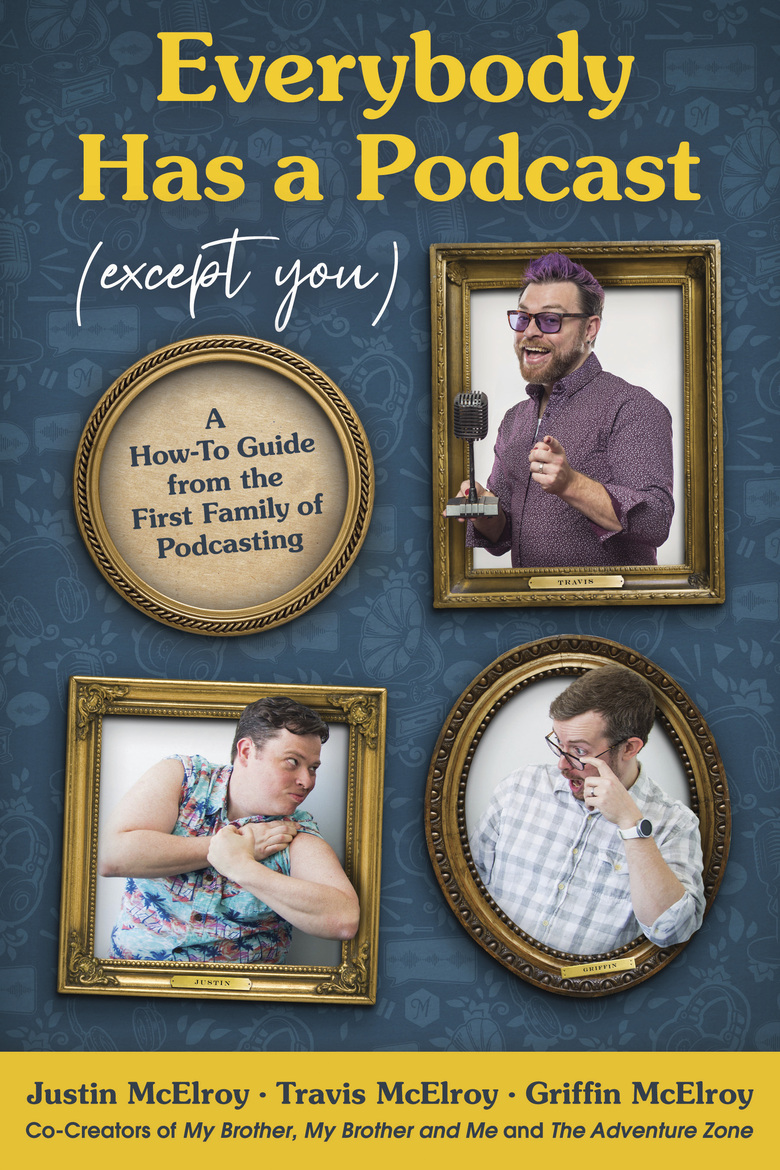 Everybody
Has a Podcast
(except you)
A
How-To Guide
from the
First Family of
Podcasting
TRAVIS
JUSTIN
GRIFFIN
Justin McElroy • Travis McElroy • Griffin McElroy
Co-Creators of My Brother, My Brother and Me and The Adventure Zone